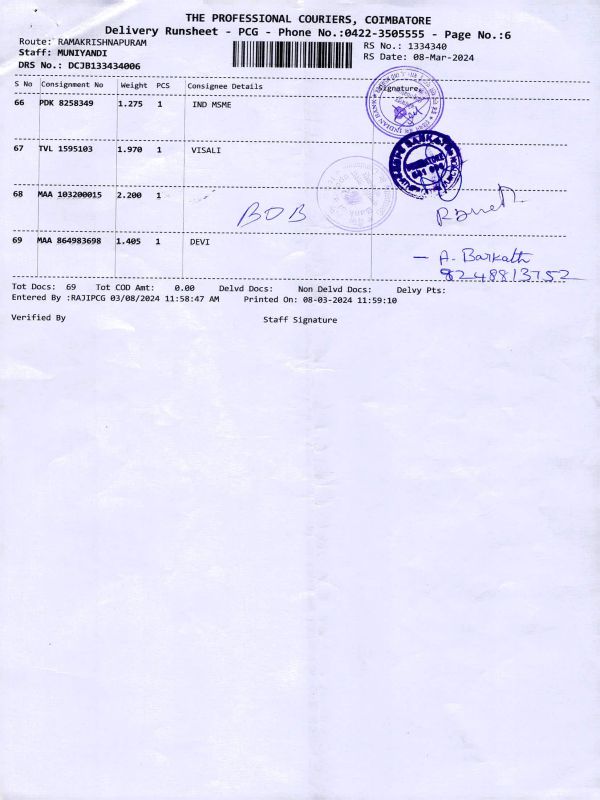 THE PROFESSIONAL COURIERS, COIMBATORE
Delivery Runsheet - PCG - Phone No.:0422-3505555 - Page No.:6
Route: RAMAKRISHNAPURAM
RS No.: 1334340
Staff: MUNIYANDI
RS Date: 08-Mar-2024
DRS No.: DCJB133434006
S No Consignment No Weight PCS Consignee Details Signature
66 PDK 8258349 1.275 1 IND MSME
67 TVL 1595103 1.970 1 VISALI
68 MAA 103200015 2.200 1
BOB
69 MAA 864983698 1.405 1 DEVI
- A. Barkath
8248813752
Tot Docs: 69 Tot COD Amt: 0.00 Delvd Docs: Non Delvd Docs: Delvy Pts:
Entered By :RAJIPCG 03/08/2024 11:58:47 AM Printed On: 08-03-2024 11:59:10
Verified By Staff Signature